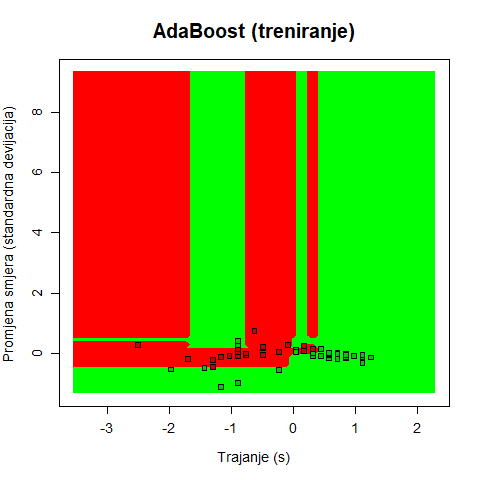 AdaBoost (treniranje)
Promjena smjera (standardna devijacija)
8
6
4
2
0
-3 -2 -1 0 1 2
Trajanje (s)